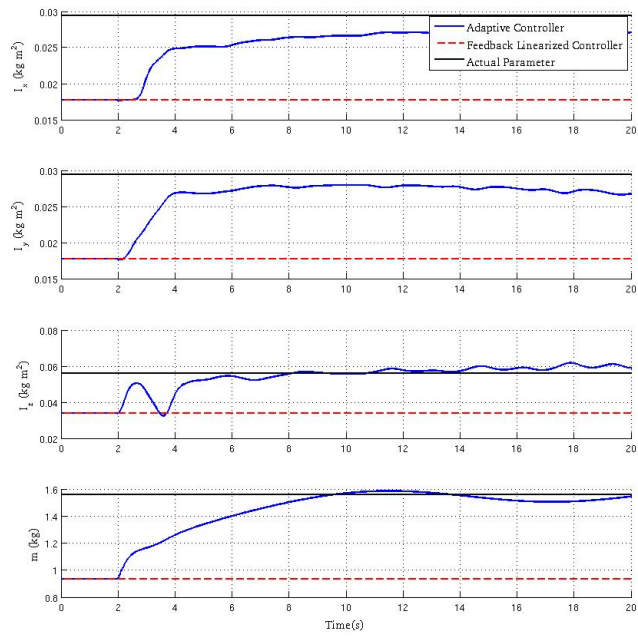 0.03
0.025
0.02
0.015
I_x (kg m²)
Adaptive Controller
Feedback Linearized Controller
Actual Parameter
0 2 4 6 8 10 12 14 16 18 20
0.03
0.025
0.02
0.015
I_y (kg m²)
0 2 4 6 8 10 12 14 16 18 20
0.08
0.06
0.04
0.02
I_z (kg m²)
0 2 4 6 8 10 12 14 16 18 20
1.6
1.4
1.2
1
0.8
m (kg)
0 2 4 6 8 10 12 14 16 18 20
Time(s)